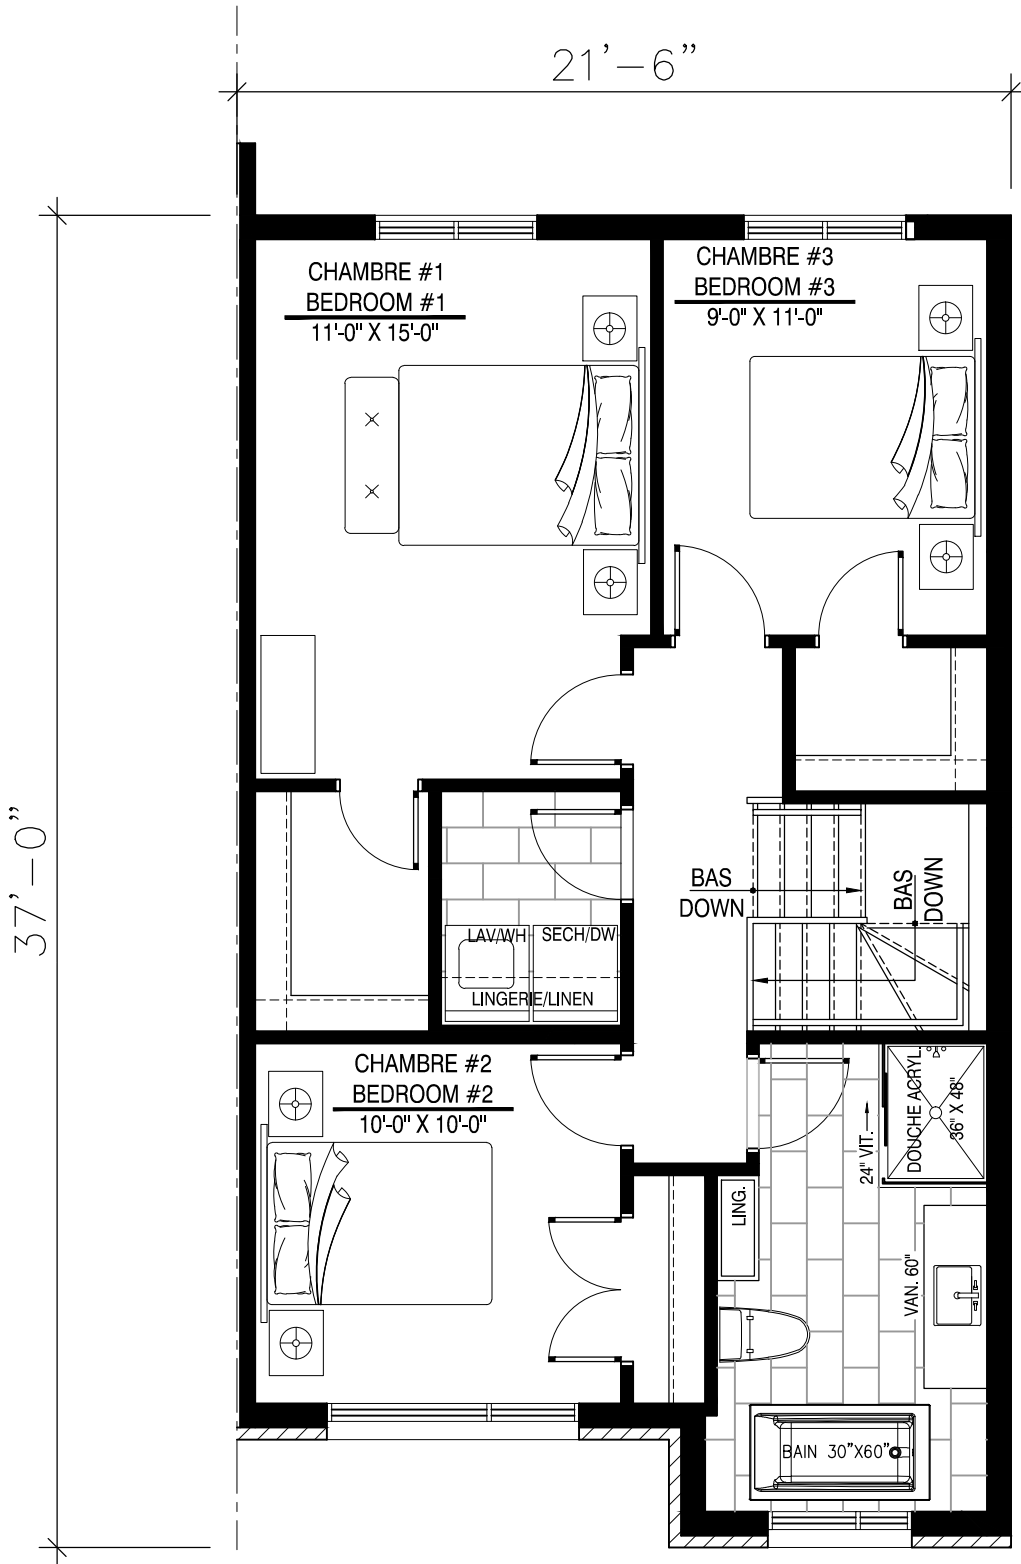 21'-6"
37'-0"
CHAMBRE #1
BEDROOM #1
11'-0" X 15'-0"
CHAMBRE #3
BEDROOM #3
9'-0" X 11'-0"
BAS
DOWN
BAS
DOWN
LAV/WH SECH/DW
LINGERIE/LINEN
CHAMBRE #2
BEDROOM #2
10'-0" X 10'-0"
24" VIT.
DOUCHE ACRYL.
36" X 48"
LING.
VAN. 60"
BAIN 30"X60"